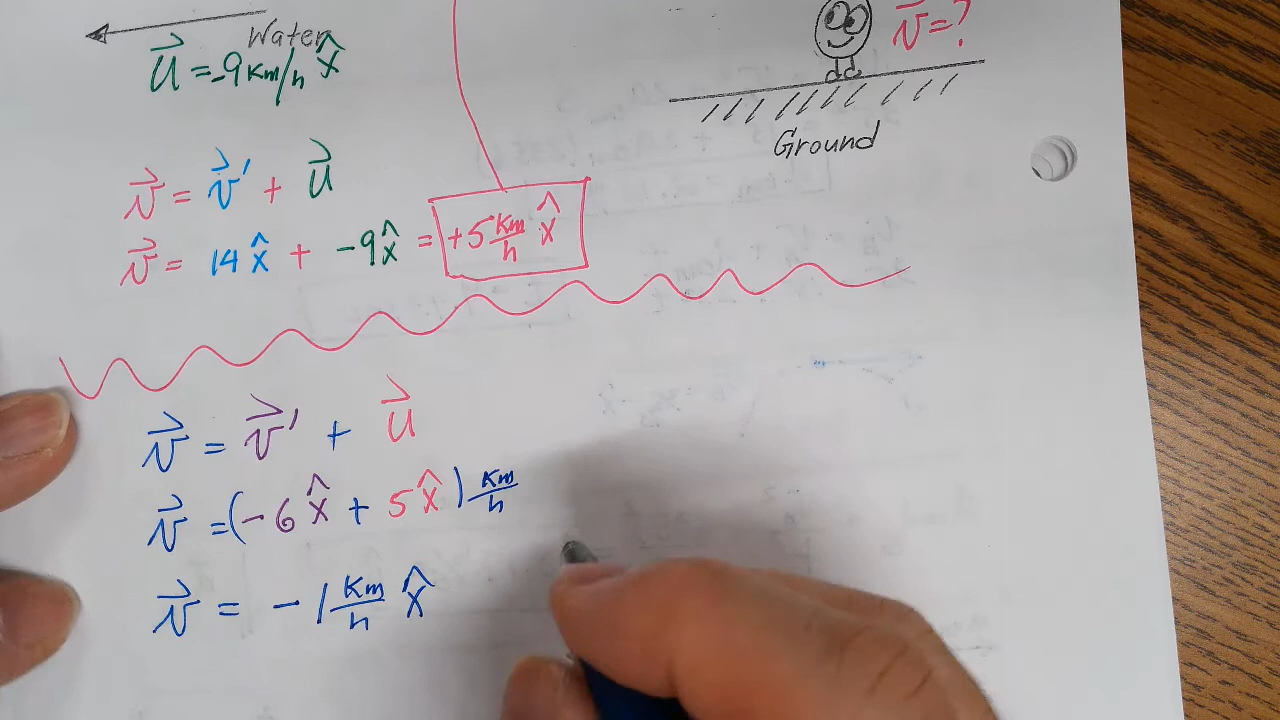 Water
u⃗ = -9 Km/h x̂
v⃗ = ?
Ground
v⃗ = v⃗' + u⃗
v⃗ = 14 x̂ + -9 x̂ = +5 Km/h x̂
v⃗ = v⃗' + u⃗
v⃗ = (-6 x̂ + 5 x̂) Km/h
v⃗ = -1 Km/h x̂